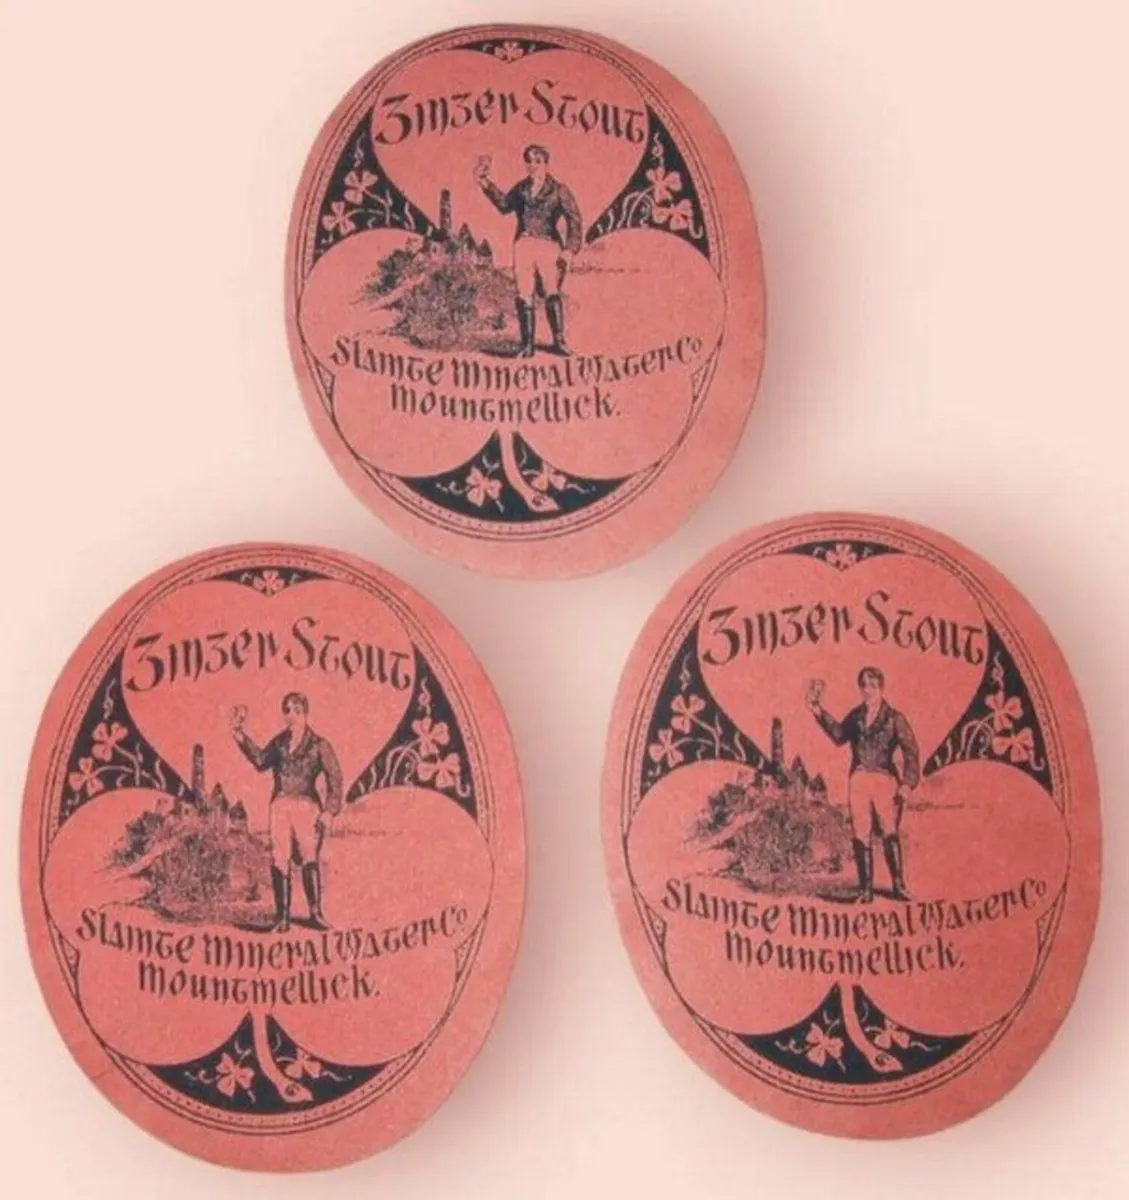 Ginger Stout
Slainte Mineral Water Co
Mountmellick.
Ginger Stout
Slainte Mineral Water Co
Mountmellick.
Ginger Stout
Slainte Mineral Water Co
Mountmellick.